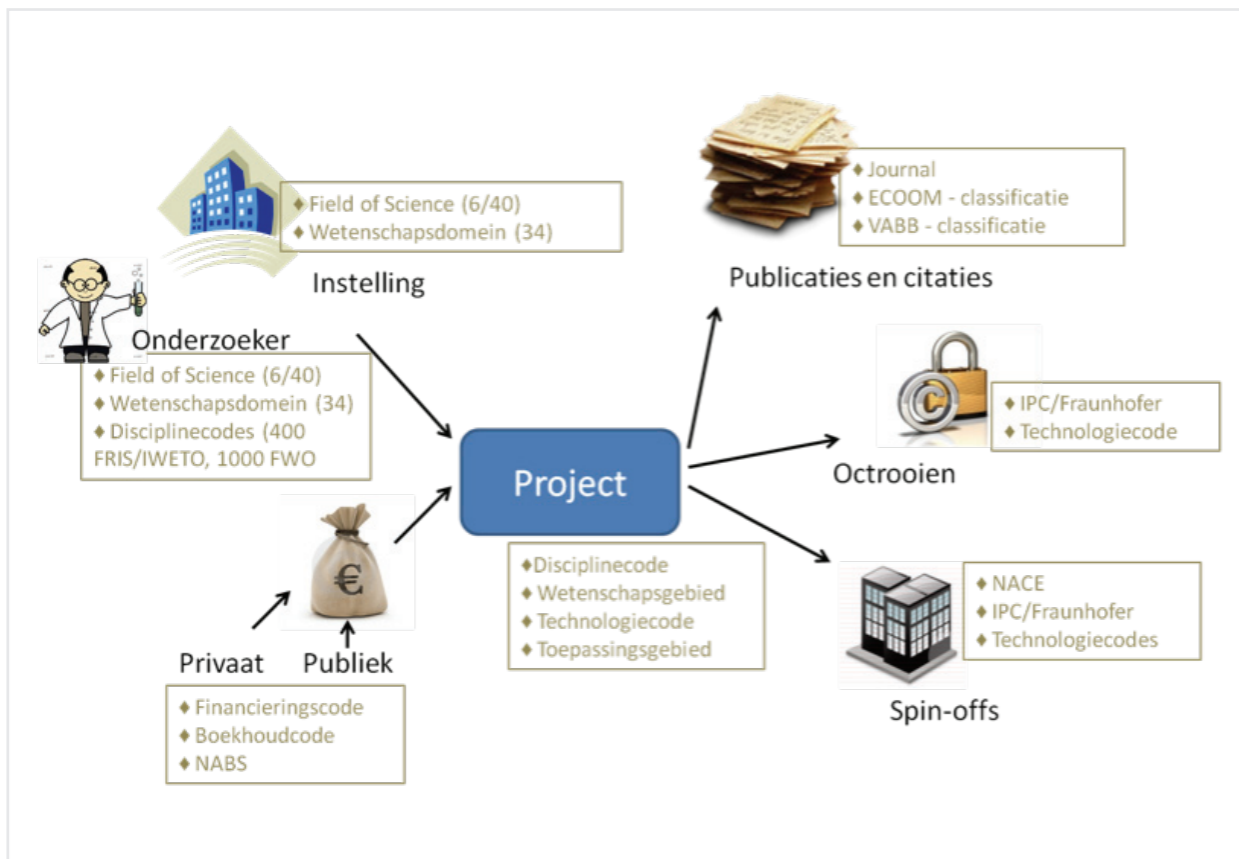 ♦ Field of Science (6/40)
♦ Wetenschapsdomein (34)
Instelling
Onderzoeker
♦ Field of Science (6/40)
♦ Wetenschapsdomein (34)
♦ Disciplinecodes (400
FRIS/IWETO, 1000 FWO
€
Privaat
Publiek
♦ Financieringscode
♦ Boekhoudcode
♦ NABS
Project
♦Disciplinecode
♦ Wetenschapsgebied
♦ Technologiecode
♦ Toepassingsgebied
♦ Journal
♦ ECOOM - classificatie
♦ VABB - classificatie
Publicaties en citaties
©
♦ IPC/Fraunhofer
♦ Technologiecode
Octrooien
♦ NACE
♦ IPC/Fraunhofer
♦ Technologiecodes
Spin-offs